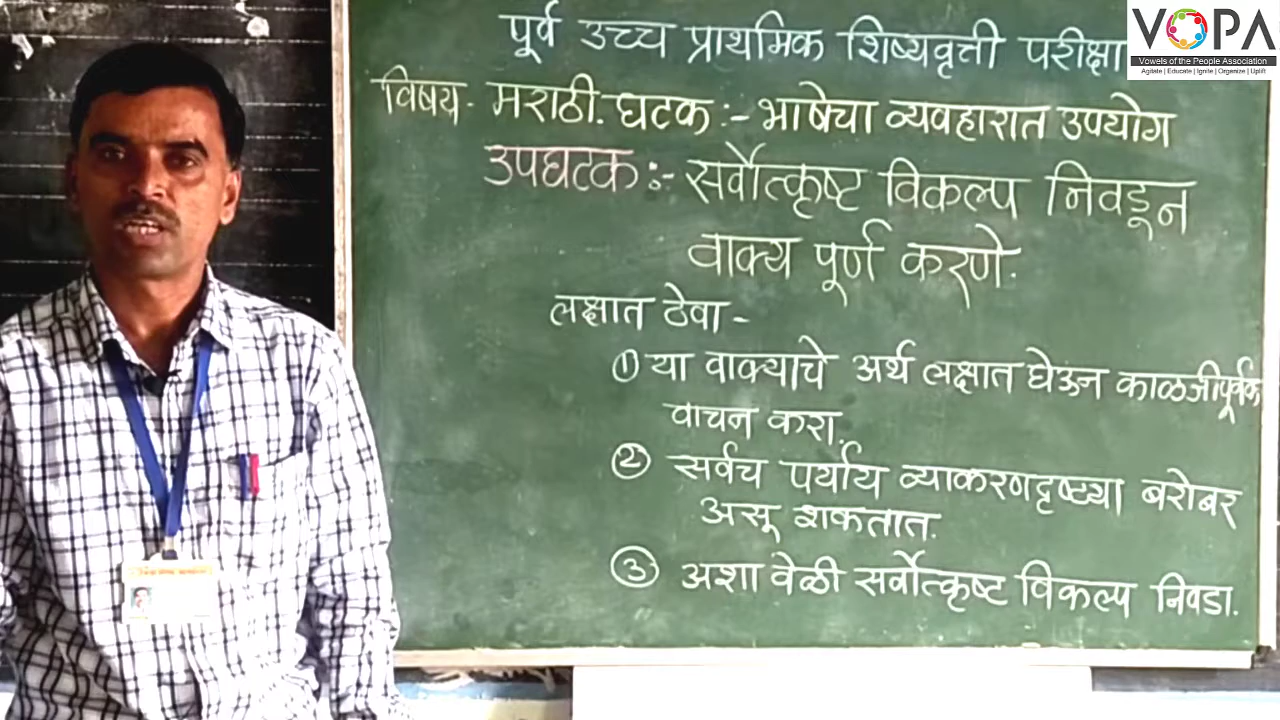 पूर्व उच्च प्राथमिक शिष्यवृत्ती परीक्षा
VOPA
Vowels of the People Association
Agitate | Educate | Ignite | Organize | Uplift
विषय- मराठी. घटक :- भाषेचा व्यवहारात उपयोग
उपघटक :- सर्वोत्कृष्ट विकल्प निवडून
वाक्य पूर्ण करणे.
लक्षात ठेवा -
① या वाक्याचे अर्थ लक्षात घेऊन काळजीपूर्वक
वाचन करा.
② सर्वच पर्याय व्याकरणदृष्ट्या बरोबर
असू शकतात.
③ अशा वेळी सर्वोत्कृष्ट विकल्प निवडा.